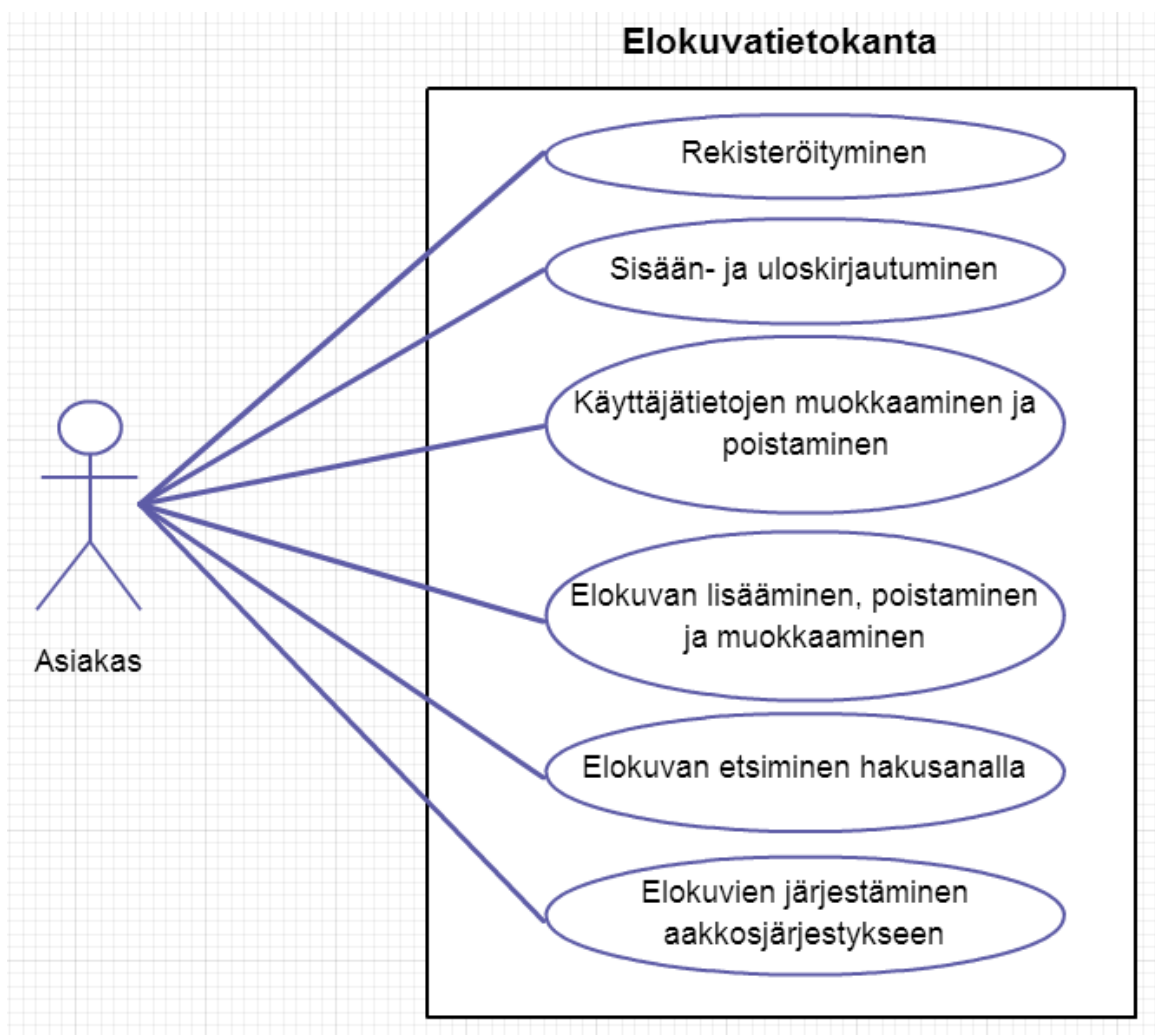 Elokuvatietokanta
Rekisteröityminen
Sisään- ja uloskirjautuminen
Käyttäjätietojen muokkaaminen ja
poistaminen
Elokuvan lisääminen, poistaminen
ja muokkaaminen
Asiakas
Elokuvan etsiminen hakusanalla
Elokuvien järjestäminen
aakkosjärjestykseen